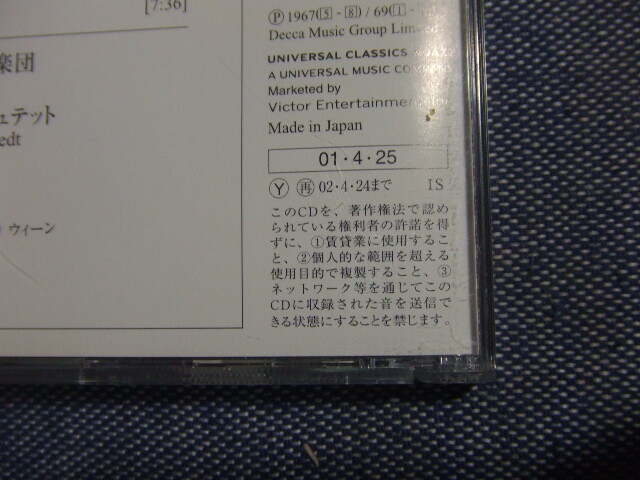 [7:36]
楽団
ュテット
edt
ウィーン
Ⓟ 1967(5 - 8) / 69(1 -
Decca Music Group Limited
UNIVERSAL CLASSICS & JAZZ
A UNIVERSAL MUSIC COMPANY
Marketed by
Victor Entertainment, Inc.
Made in Japan
01・4・25
Ⓨ ㊢ 02・4・24まで IS
このCDを、著作権法で認め
られている権利者の許諾を得
ずに、①賃貸業に使用するこ
と、②個人的な範囲を超える
使用目的で複製すること、③
ネットワーク等を通じてこの
CDに収録された音を送信で
きる状態にすることを禁じます。